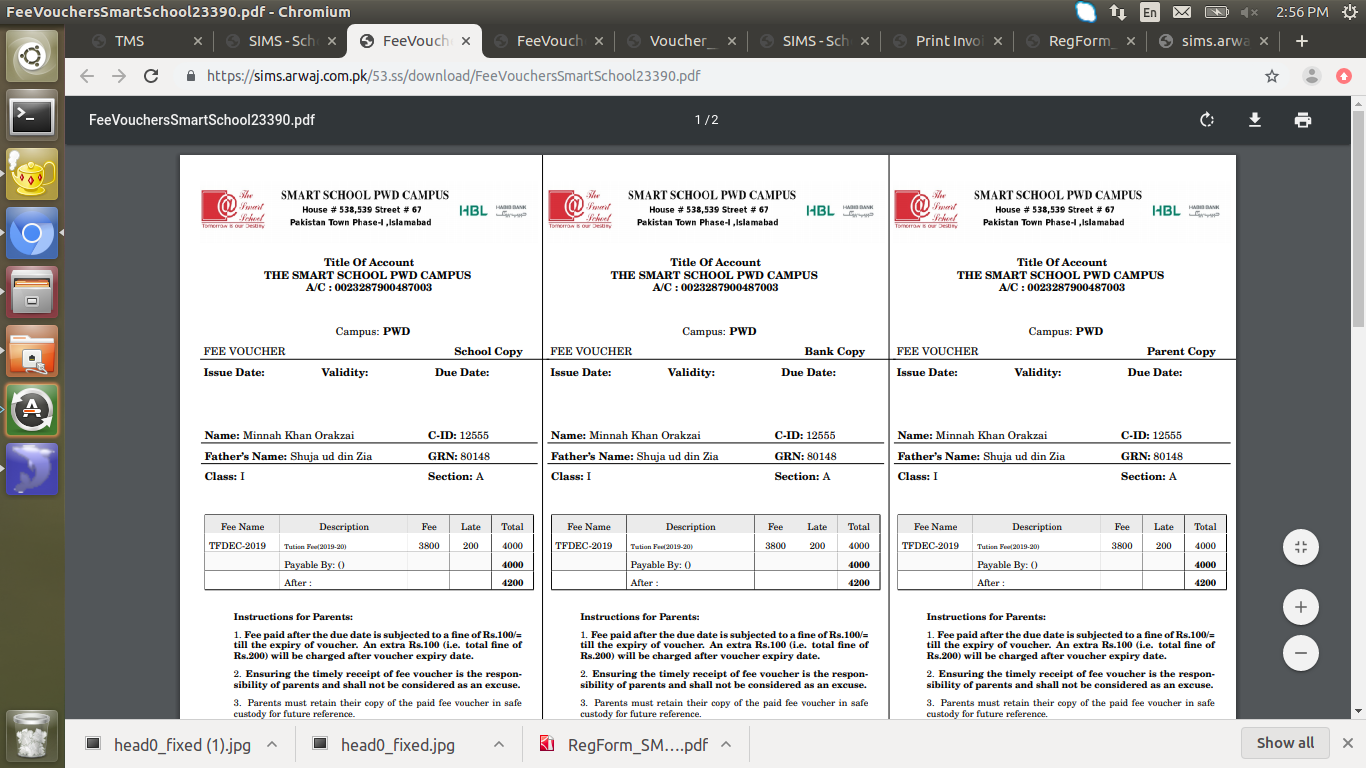 FeeVouchersSmartSchool23390.pdf - Chromium
En
2:56 PM
TMS
SIMS - Sch
FeeVouch
FeeVouch
Voucher_
SIMS - Sch
Print Invo
RegForm_
sims.arwa
https://sims.arwaj.com.pk/53.ss/download/FeeVouchersSmartSchool23390.pdf
FeeVouchersSmartSchool23390.pdf
1 / 2
The Smart School
Tomorrow is our Destiny
SMART SCHOOL PWD CAMPUS
House # 538,539 Street # 67
Pakistan Town Phase-I ,Islamabad
HBL
HABIB BANK
Title Of Account
THE SMART SCHOOL PWD CAMPUS
A/C : 0023287900487003
Campus: PWD
FEE VOUCHER School Copy
Issue Date: Validity: Due Date:
Name: Minnah Khan Orakzai C-ID: 12555
Father's Name: Shuja ud din Zia GRN: 80148
Class: I Section: A
Fee Name Description Fee Late Total
TFDEC-2019 Tution Fee(2019-20) 3800 200 4000
Payable By: () 4000
After : 4200
Instructions for Parents:
1. Fee paid after the due date is subjected to a fine of Rs.100/=
till the expiry of voucher. An extra Rs.100 (i.e. total fine of
Rs.200) will be charged after voucher expiry date.
2. Ensuring the timely receipt of fee voucher is the respon-
sibility of parents and shall not be considered as an excuse.
3. Parents must retain their copy of the paid fee voucher in safe
custody for future reference.
The Smart School
Tomorrow is our Destiny
SMART SCHOOL PWD CAMPUS
House # 538,539 Street # 67
Pakistan Town Phase-I ,Islamabad
HBL
HABIB BANK
Title Of Account
THE SMART SCHOOL PWD CAMPUS
A/C : 0023287900487003
Campus: PWD
FEE VOUCHER Bank Copy
Issue Date: Validity: Due Date:
Name: Minnah Khan Orakzai C-ID: 12555
Father's Name: Shuja ud din Zia GRN: 80148
Class: I Section: A
Fee Name Description Fee Late Total
TFDEC-2019 Tution Fee(2019-20) 3800 200 4000
Payable By: () 4000
After : 4200
Instructions for Parents:
1. Fee paid after the due date is subjected to a fine of Rs.100/=
till the expiry of voucher. An extra Rs.100 (i.e. total fine of
Rs.200) will be charged after voucher expiry date.
2. Ensuring the timely receipt of fee voucher is the respon-
sibility of parents and shall not be considered as an excuse.
3. Parents must retain their copy of the paid fee voucher in safe
custody for future reference.
The Smart School
Tomorrow is our Destiny
SMART SCHOOL PWD CAMPUS
House # 538,539 Street # 67
Pakistan Town Phase-I ,Islamabad
HBL
HABIB BANK
Title Of Account
THE SMART SCHOOL PWD CAMPUS
A/C : 0023287900487003
Campus: PWD
FEE VOUCHER Parent Copy
Issue Date: Validity: Due Date:
Name: Minnah Khan Orakzai C-ID: 12555
Father's Name: Shuja ud din Zia GRN: 80148
Class: I Section: A
Fee Name Description Fee Late Total
TFDEC-2019 Tution Fee(2019-20) 3800 200 4000
Payable By: () 4000
After : 4200
Instructions for Parents:
1. Fee paid after the due date is subjected to a fine of Rs.100/=
till the expiry of voucher. An extra Rs.100 (i.e. total fine of
Rs.200) will be charged after voucher expiry date.
2. Ensuring the timely receipt of fee voucher is the respon-
sibility of parents and shall not be considered as an excuse.
3. Parents must retain their copy of the paid fee voucher in safe
custody for future reference.
head0_fixed (1).jpg
head0_fixed.jpg
RegForm_SM....pdf
Show all